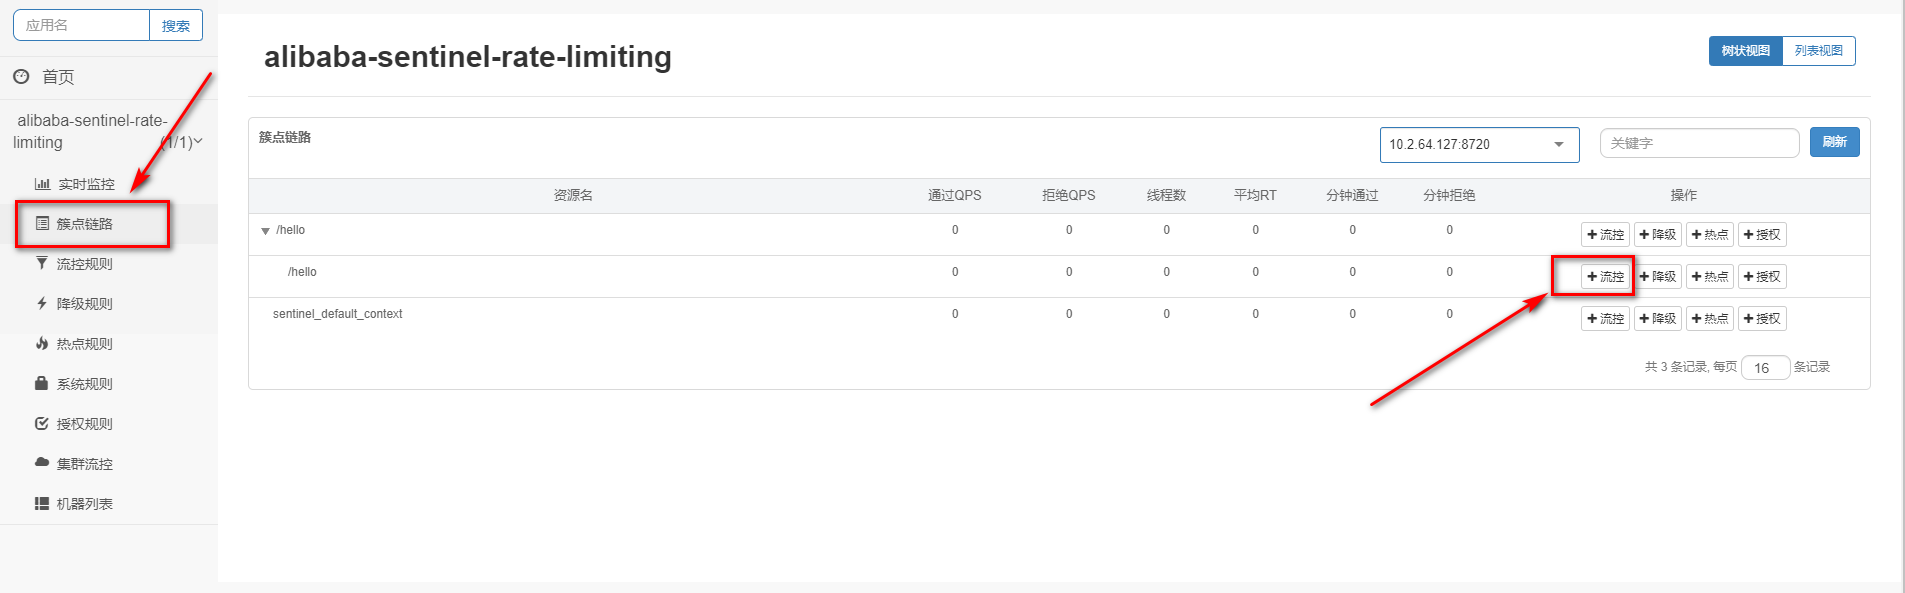 应用名
搜索
首页
alibaba-sentinel-rate-
limiting (1/1)
实时监控
簇点链路
流控规则
降级规则
热点规则
系统规则
授权规则
集群流控
机器列表
alibaba-sentinel-rate-limiting
树状视图 列表视图
簇点链路 10.2.64.127:8720 关键字 刷新
资源名 通过QPS 拒绝QPS 线程数 平均RT 分钟通过 分钟拒绝 操作
/hello 0 0 0 0 0 0 +流控 +降级 +热点 +授权
/hello 0 0 0 0 0 0 +流控 +降级 +热点 +授权
sentinel_default_context 0 0 0 0 0 0 +流控 +降级 +热点 +授权
共 3 条记录, 每页 16 条记录